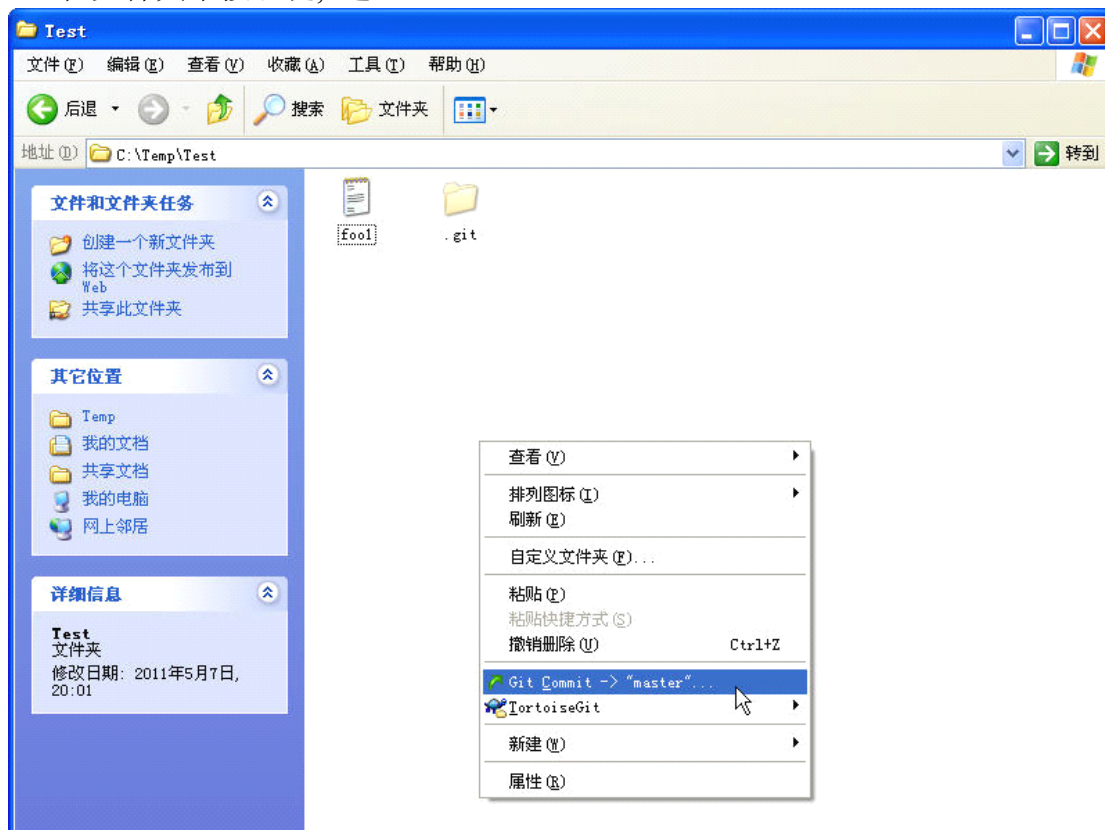 Test
文件(F) 编辑(E) 查看(V) 收藏(A) 工具(T) 帮助(H)
后退 搜索 文件夹
地址(D) C:\Temp\Test 转到
文件和文件夹任务
创建一个新文件夹
将这个文件夹发布到
Web
共享此文件夹
其它位置
Temp
我的文档
共享文档
我的电脑
网上邻居
详细信息
Test
文件夹
修改日期: 2011年5月7日,
20:01
foo1 .git
查看(V)
排列图标(I)
刷新(E)
自定义文件夹(F)...
粘贴(P)
粘贴快捷方式(S)
撤销删除(U) Ctrl+Z
Git Commit -> "master"...
TortoiseGit
新建(W)
属性(R)